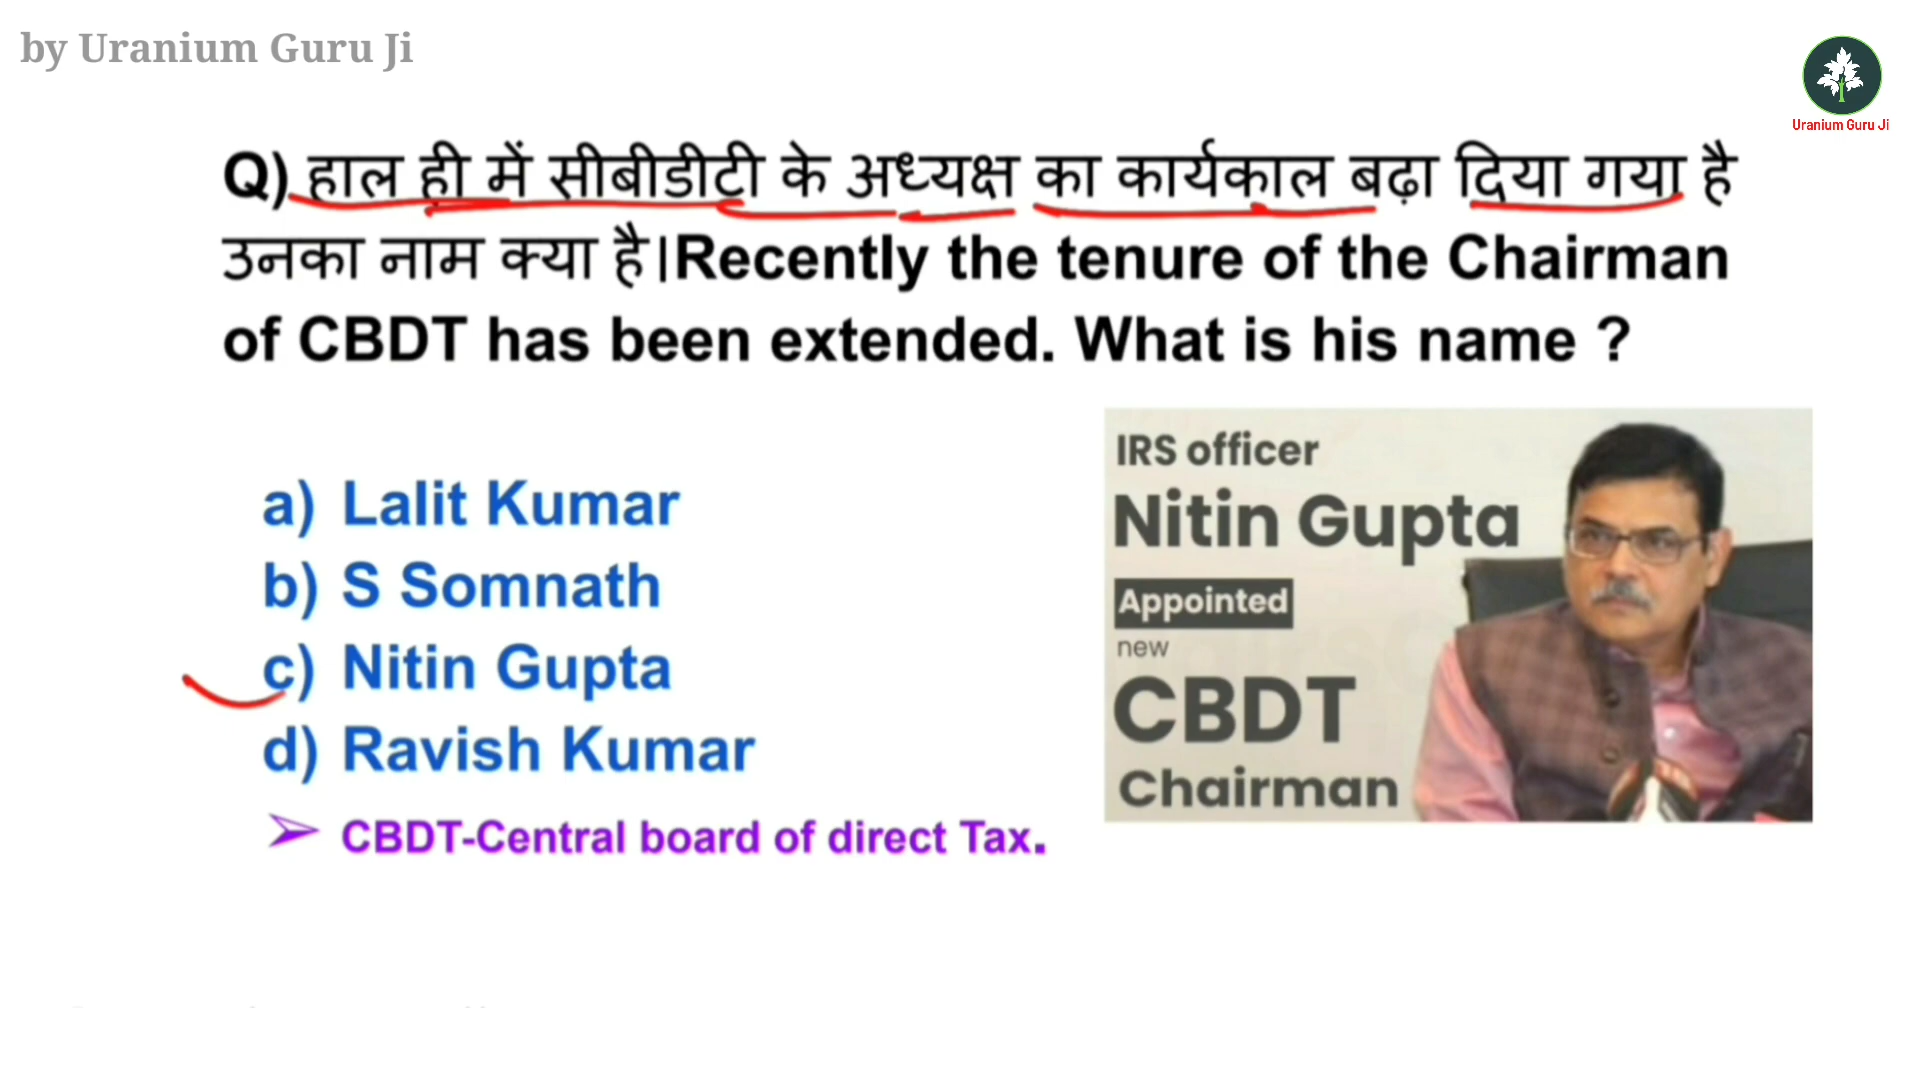 by Uranium Guru Ji
Uranium Guru Ji
Q) हाल ही में सीबीडीटी के अध्यक्ष का कार्यकाल बढ़ा दिया गया है
उनका नाम क्या है।Recently the tenure of the Chairman
of CBDT has been extended. What is his name ?
a) Lalit Kumar
b) S Somnath
c) Nitin Gupta
d) Ravish Kumar
➢ CBDT-Central board of direct Tax.
IRS officer
Nitin Gupta
Appointed
new
CBDT
Chairman